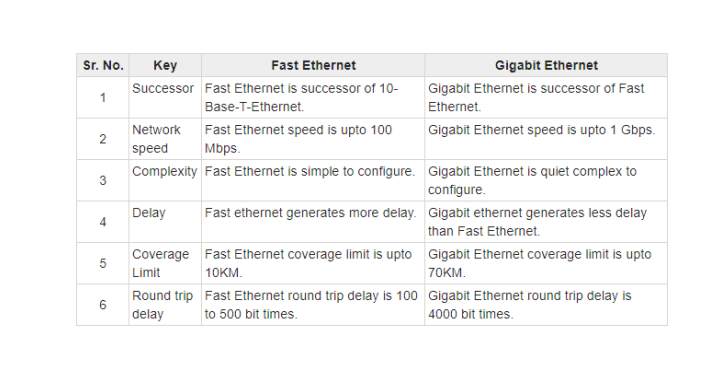 Sr. No. Key Fast Ethernet Gigabit Ethernet
1 Successor Fast Ethernet is successor of 10- Gigabit Ethernet is successor of Fast
Base-T-Ethernet. Ethernet.
2 Network Fast Ethernet speed is upto 100 Gigabit Ethernet speed is upto 1 Gbps.
speed Mbps.
3 Complexity Fast Ethernet is simple to configure. Gigabit Ethernet is quiet complex to
configure.
4 Delay Fast ethernet generates more delay. Gigabit ethernet generates less delay
than Fast Ethernet.
5 Coverage Fast Ethernet coverage limit is upto Gigabit Ethernet coverage limit is upto
Limit 10KM. 70KM.
6 Round trip Fast Ethernet round trip delay is 100 Gigabit Ethernet round trip delay is
delay to 500 bit times. 4000 bit times.